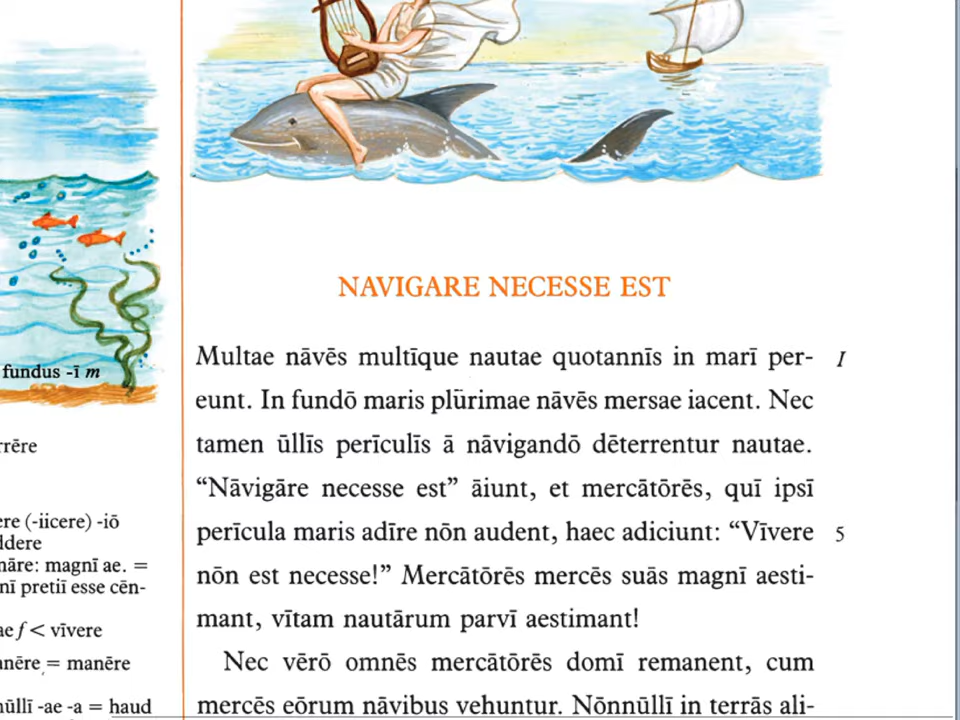 NAVIGARE NECESSE EST
Multae nāvēs multīque nautae quotannīs in marī per- I
eunt. In fundō maris plūrimae nāvēs mersae iacent. Nec
tamen ūllīs perīculīs ā nāvigandō dēterrentur nautae.
“Nāvigāre necesse est” āiunt, et mercātōrēs, quī ipsī
perīcula maris adīre nōn audent, haec adiciunt: “Vīvere 5
nōn est necesse!” Mercātōrēs mercēs suās magnī aesti-
mant, vītam nautārum parvī aestimant!
Nec vērō omnēs mercātōrēs domī remanent, cum
mercēs eōrum nāvibus vehuntur. Nōnnūllī in terrās ali-
fundus -ī m
rrēre
ere (-iicere) -iō
ddere
māre: magnī ae. =
nī pretiī esse cēn-
ae f < vīvere
anēre = manēre
nūllī -ae -a = haud